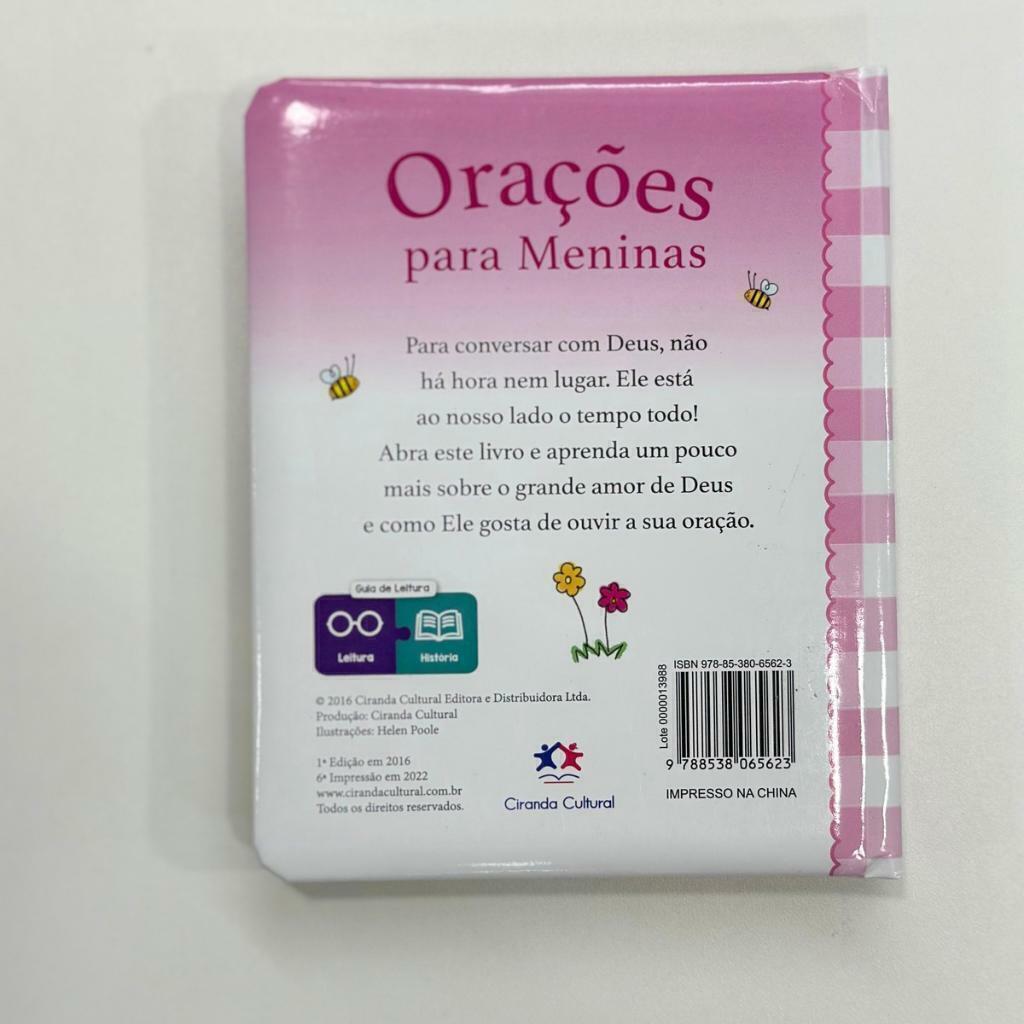 Orações
para Meninas
Para conversar com Deus, não
há hora nem lugar. Ele está
ao nosso lado o tempo todo!
Abra este livro e aprenda um pouco
mais sobre o grande amor de Deus
e como Ele gosta de ouvir a sua oração.
Guia de Leitura
Leitura
História
© 2016 Ciranda Cultural Editora e Distribuidora Ltda.
Produção: Ciranda Cultural
Ilustrações: Helen Poole
1ª Edição em 2016
6ª Impressão em 2022
www.cirandacultural.com.br
Todos os direitos reservados.
Ciranda Cultural
Lote 0000013988
ISBN 978-85-380-6562-3
9 788538 065623
IMPRESSO NA CHINA